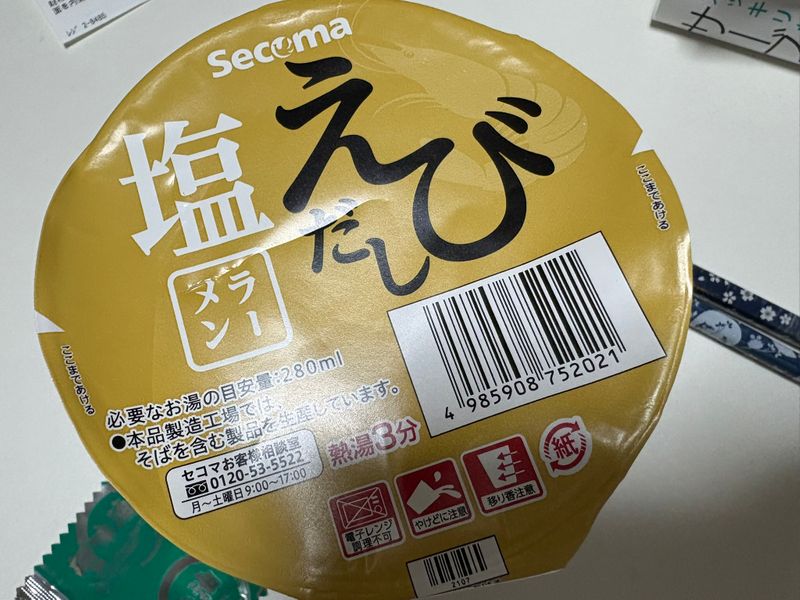 レジ 2-8485
Secoma
えび
だし
塩
ラー
メン
ここまであける
ここまであける
4 985908 752021
必要なお湯の目安量:280ml
●本品製造工場では、
そばを含む製品を生産しています。
熱湯3分
セコマお客様相談室
0120-53-5522
月〜土曜日9:00〜17:00
電子レンジ
調理不可
やけどに注意
移り香注意
紙
2107